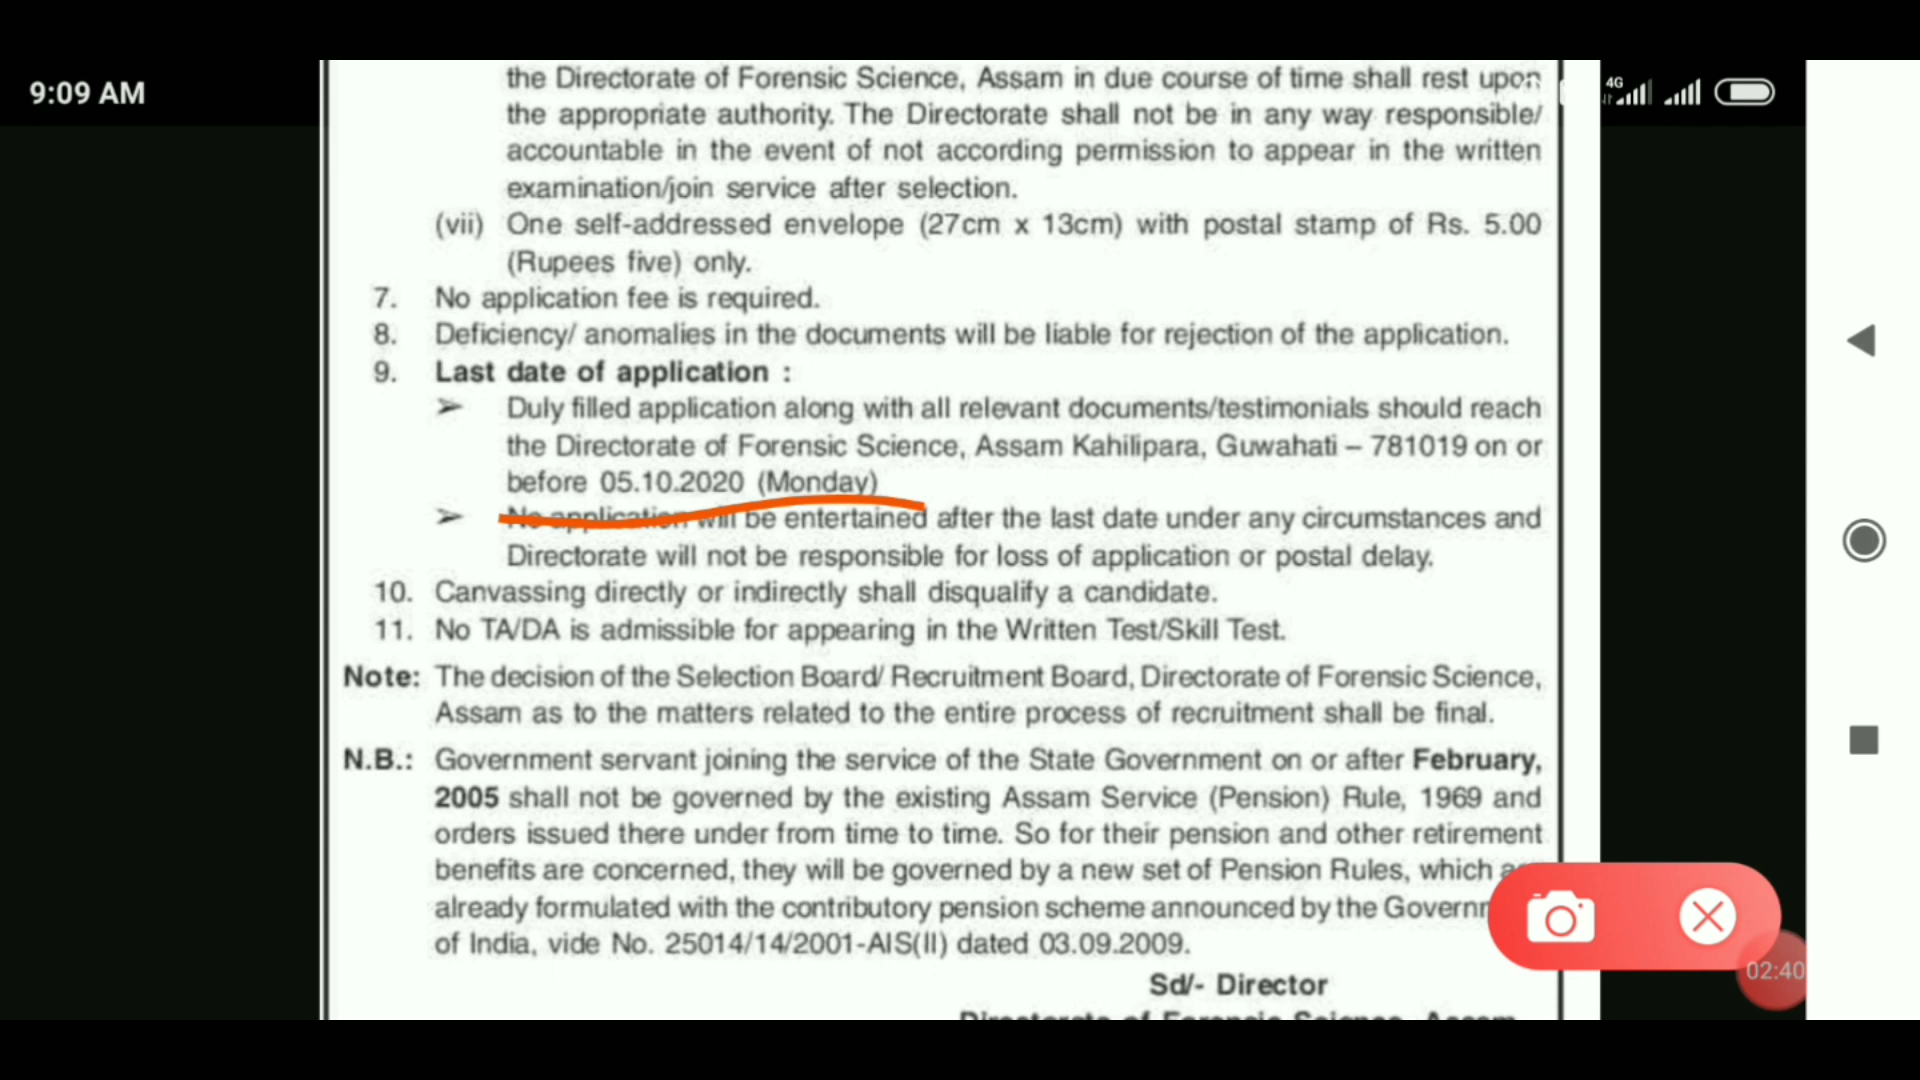 9:09 AM
4G
the Directorate of Forensic Science, Assam in due course of time shall rest upon
the appropriate authority. The Directorate shall not be in any way responsible/
accountable in the event of not according permission to appear in the written
examination/join service after selection.
(vii) One self-addressed envelope (27cm x 13cm) with postal stamp of Rs. 5.00
(Rupees five) only.
7. No application fee is required.
8. Deficiency/ anomalies in the documents will be liable for rejection of the application.
9. Last date of application :
➢ Duly filled application along with all relevant documents/testimonials should reach
the Directorate of Forensic Science, Assam Kahilipara, Guwahati – 781019 on or
before 05.10.2020 (Monday)
➢ No application will be entertained after the last date under any circumstances and
Directorate will not be responsible for loss of application or postal delay.
10. Canvassing directly or indirectly shall disqualify a candidate.
11. No TA/DA is admissible for appearing in the Written Test/Skill Test.
Note: The decision of the Selection Board/ Recruitment Board, Directorate of Forensic Science,
Assam as to the matters related to the entire process of recruitment shall be final.
N.B.: Government servant joining the service of the State Government on or after February,
2005 shall not be governed by the existing Assam Service (Pension) Rule, 1969 and
orders issued there under from time to time. So for their pension and other retirement
benefits are concerned, they will be governed by a new set of Pension Rules, which
already formulated with the contributory pension scheme announced by the Governm
of India, vide No. 25014/14/2001-AIS(II) dated 03.09.2009.
Sd/- Director
Directorate of Forensic Science, Assam
02:40